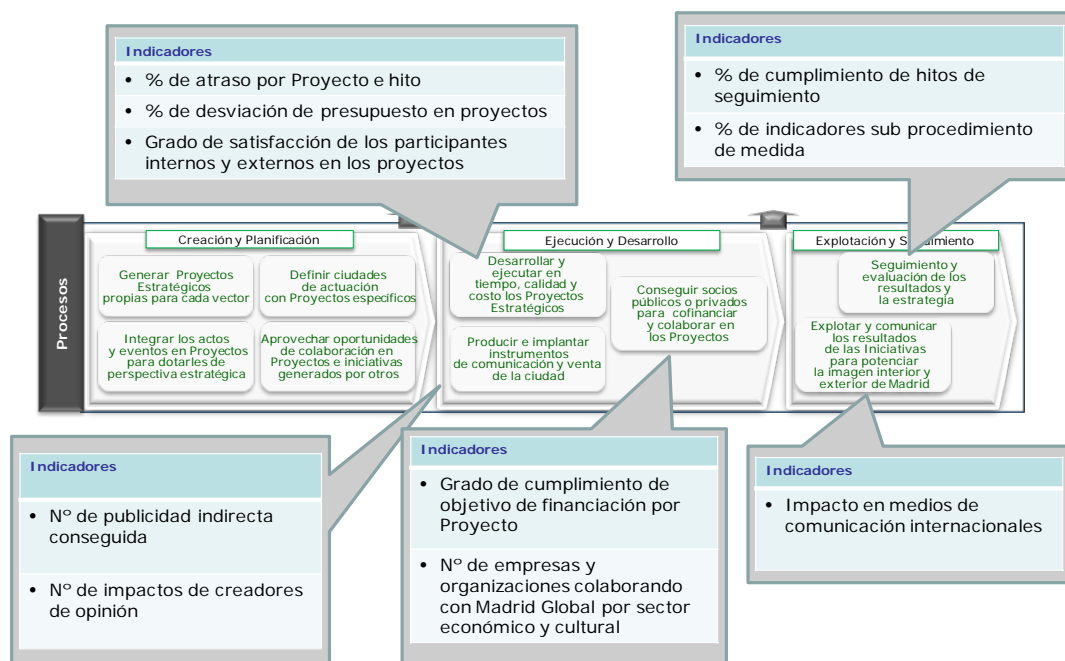 Indicadores
• % de atraso por Proyecto e hito
• % de desviación de presupuesto en proyectos
• Grado de satisfacción de los participantes
internos y externos en los proyectos
Indicadores
• % de cumplimiento de hitos de
seguimiento
• % de indicadores sub procedimiento
de medida
Procesos
Creación y Planificación
Generar Proyectos
Estratégicos
propias para cada vector
Definir ciudades
de actuación
con Proyectos específicos
Integrar los actos
y eventos en Proyectos
para dotarles de
perspectiva estratégica
Aprovechar oportunidades
de colaboración en
Proyectos e iniciativas
generados por otros
Ejecución y Desarrollo
Desarrollar y
ejecutar en
tiempo, calidad y
costo los Proyectos
Estratégicos
Conseguir socios
públicos o privados
para cofinanciar
y colaborar en
los Proyectos
Producir e implantar
instrumentos
de comunicación y venta
de la ciudad
Explotación y Seguimiento
Seguimiento y
evaluación de los
resultados y
la estrategia
Explotar y comunicar
los resultados
de las Iniciativas
para potenciar
la imagen interior y
exterior de Madrid
Indicadores
• Nº de publicidad indirecta
conseguida
• Nº de impactos de creadores
de opinión
Indicadores
• Grado de cumplimiento de
objetivo de financiación por
Proyecto
• Nº de empresas y
organizaciones colaborando
con Madrid Global por sector
económico y cultural
Indicadores
• Impacto en medios de
comunicación internacionales